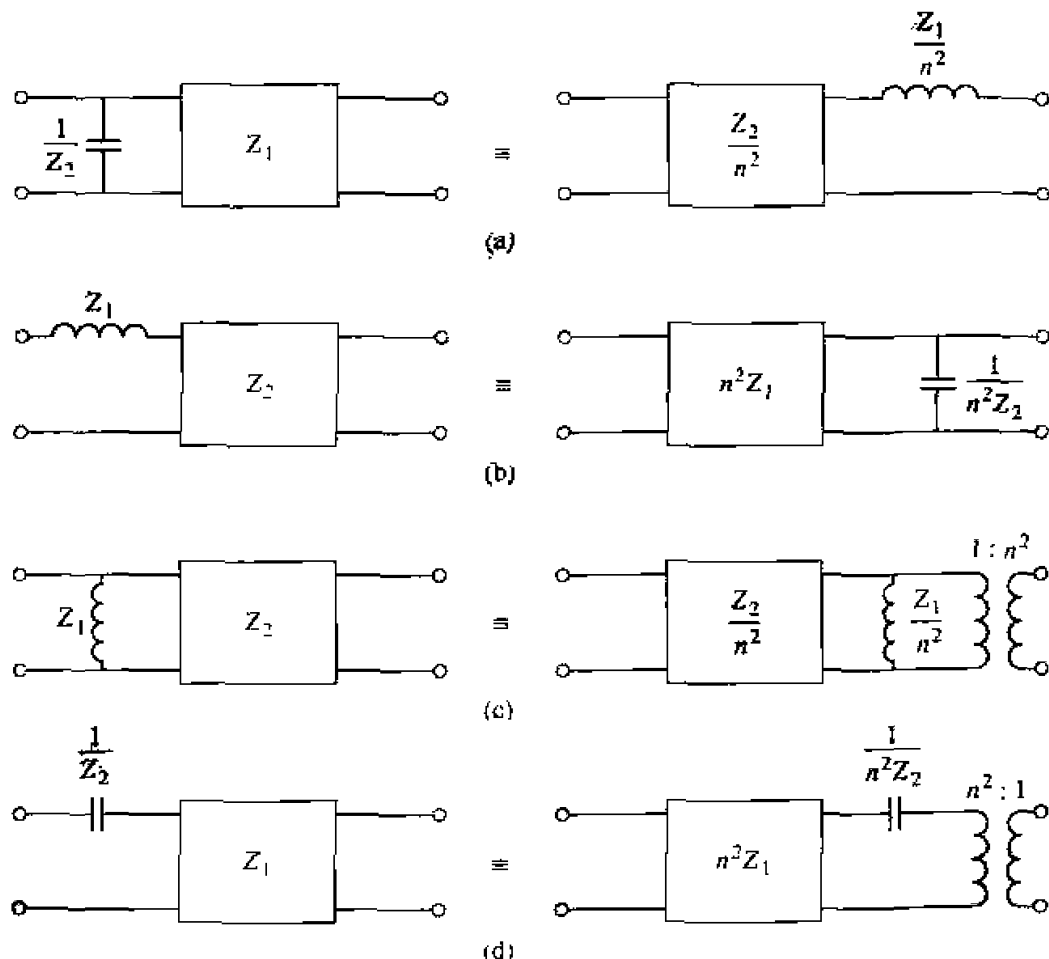 Z₁/n²
1/Z₂
Z₁
≡
Z₂/n²
(a)
Z₁
Z₂
≡
n²Z₁
1/n²Z₂
(b)
1 : n²
Z₁
Z₂
≡
Z₂/n²
Z₁/n²
(c)
1/Z₂
1/n²Z₂
n² : 1
Z₁
≡
n²Z₁
(d)